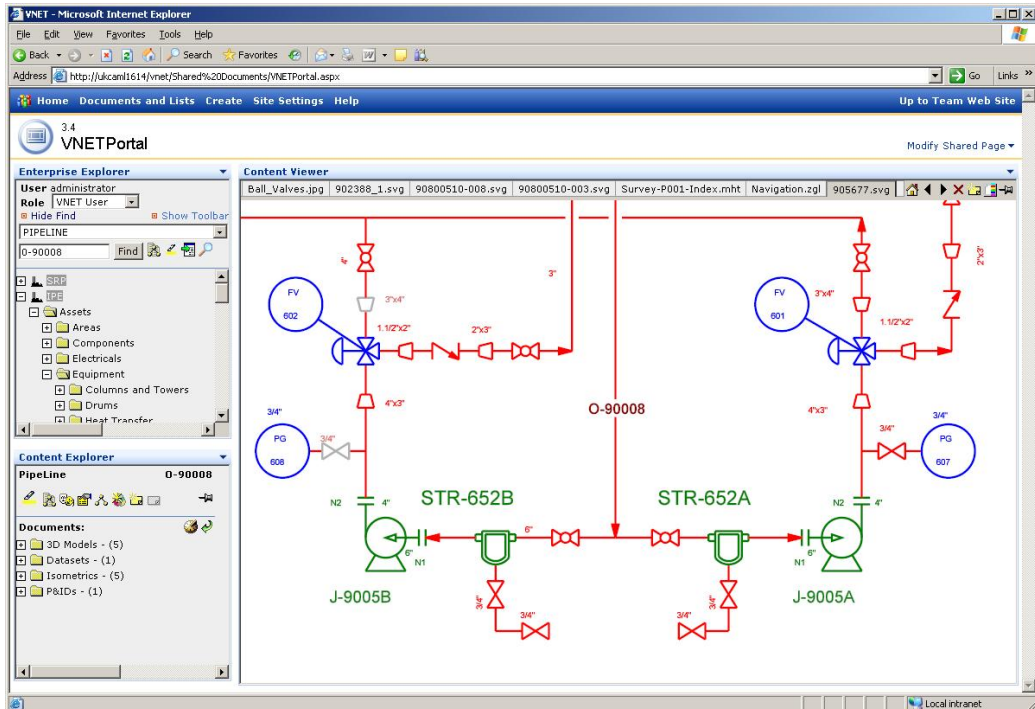 VNET - Microsoft Internet Explorer
File Edit View Favorites Tools Help
Back Search Favorites
Address http://ukcaml1614/vnet/Shared%20Documents/VNETPortal.aspx Go Links »
Home Documents and Lists Create Site Settings Help Up to Team Web Site
3.4
VNETPortal
Modify Shared Page
Enterprise Explorer
User administrator
Role VNET User
Hide Find Show Toolbar
PIPELINE
O-90008 Find
SRP
IPE
Assets
Areas
Components
Electricals
Equipment
Columns and Towers
Drums
Heat Transfer
Content Explorer
PipeLine O-90008
Documents:
3D Models - (5)
Datasets - (1)
Isometrics - (5)
P&IDs - (1)
Content Viewer
Ball_Valves.jpg 902388_1.svg 90800510-008.svg 90800510-003.svg Survey-P001-Index.mht Navigation.zgl 905677.svg
4"
3"
2"x3"
FV
602
3"x4"
FV
601
3"x4"
1.1/2"x2"
2"x3"
1.1/2"x2"
4"x3"
O-90008
4"x3"
3/4"
3/4"
PG
608
3/4"
3/4"
PG
607
N2 4"
STR-652B
STR-652A
N2 4"
6"
6"
N1
6"
N1
J-9005B
3/4"
3/4"
3/4"
3/4"
J-9005A
Local intranet